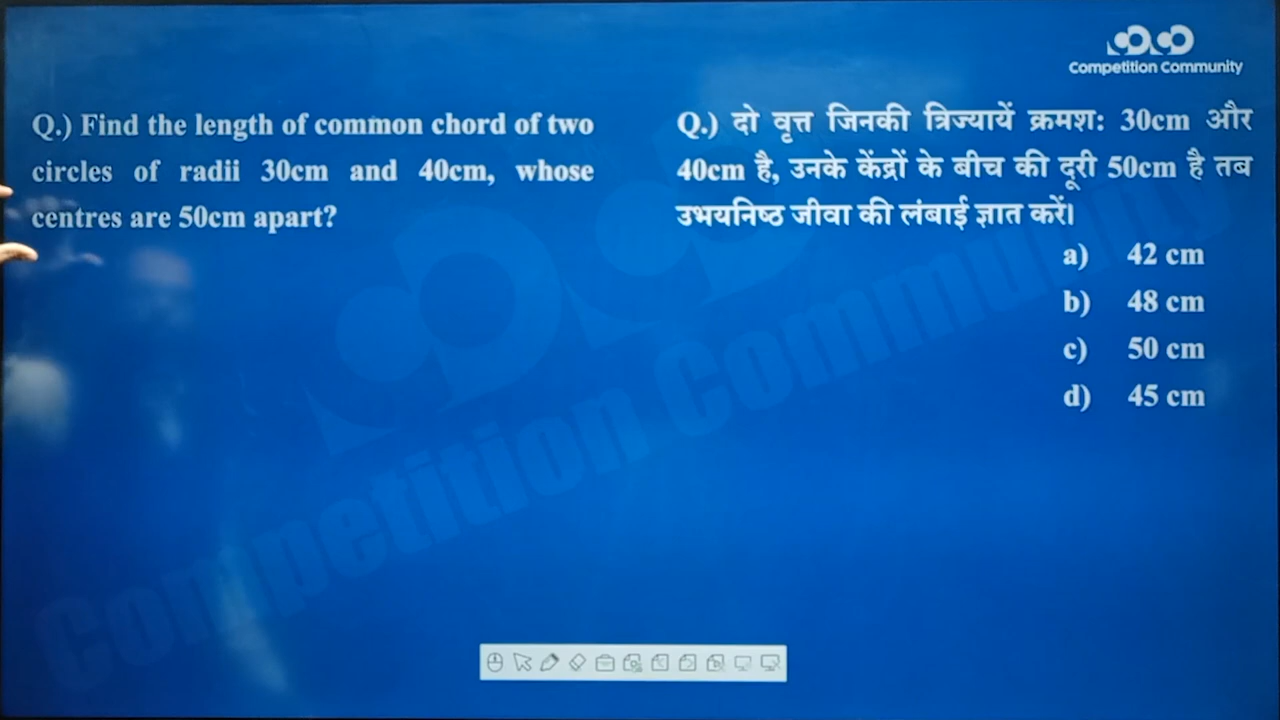 Competition Community
Q.) Find the length of common chord of two
circles of radii 30cm and 40cm, whose
centres are 50cm apart?
Q.) दो वृत्त जिनकी त्रिज्यायें क्रमश: 30cm और
40cm है, उनके केंद्रों के बीच की दूरी 50cm है तब
उभयनिष्ठ जीवा की लंबाई ज्ञात करें।
a) 42 cm
b) 48 cm
c) 50 cm
d) 45 cm
Competition Community